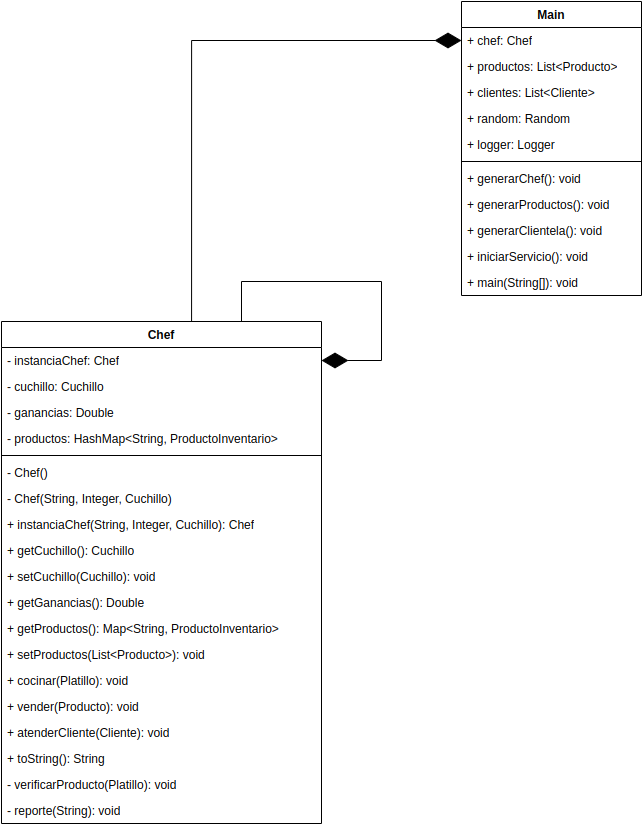 Main
+ chef: Chef
+ productos: List<Producto>
+ clientes: List<Cliente>
+ random: Random
+ logger: Logger
+ generarChef(): void
+ generarProductos(): void
+ generarClientela(): void
+ iniciarServicio(): void
+ main(String[]): void
Chef
- instanciaChef: Chef
- cuchillo: Cuchillo
- ganancias: Double
- productos: HashMap<String, ProductoInventario>
- Chef()
- Chef(String, Integer, Cuchillo)
+ instanciaChef(String, Integer, Cuchillo): Chef
+ getCuchillo(): Cuchillo
+ setCuchillo(Cuchillo): void
+ getGanancias(): Double
+ getProductos(): Map<String, ProductoInventario>
+ setProductos(List<Producto>): void
+ cocinar(Platillo): void
+ vender(Producto): void
+ atenderCliente(Cliente): void
+ toString(): String
- verificarProducto(Platillo): void
- reporte(String): void